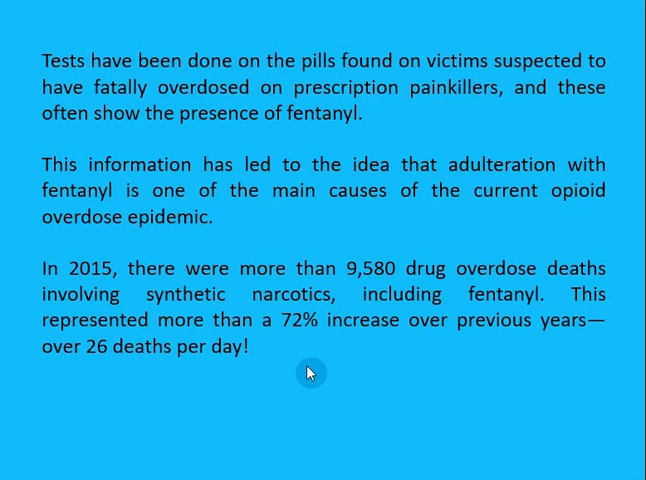 Tests have been done on the pills found on victims suspected to
have fatally overdosed on prescription painkillers, and these
often show the presence of fentanyl.
This information has led to the idea that adulteration with
fentanyl is one of the main causes of the current opioid
overdose epidemic.
In 2015, there were more than 9,580 drug overdose deaths
involving synthetic narcotics, including fentanyl. This
represented more than a 72% increase over previous years—
over 26 deaths per day!